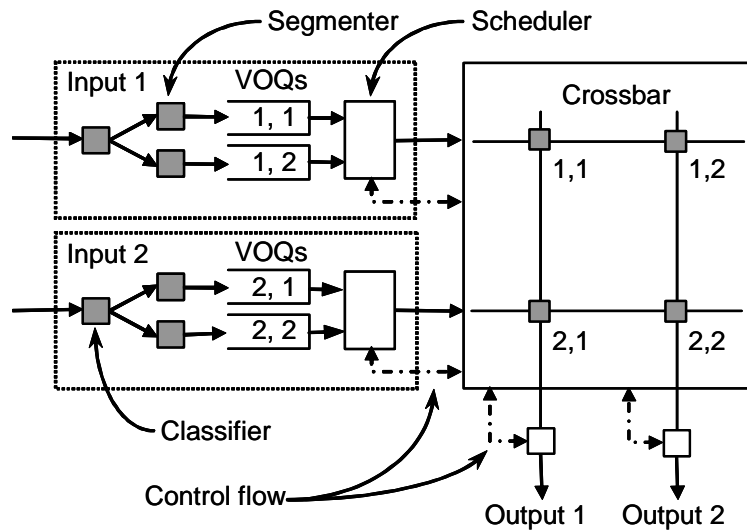 Segmenter
Scheduler
Input 1
VOQs
Crossbar
1, 1
1, 2
1,1
1,2
Input 2
VOQs
2, 1
2, 2
2,1
2,2
Classifier
Control flow
Output 1
Output 2